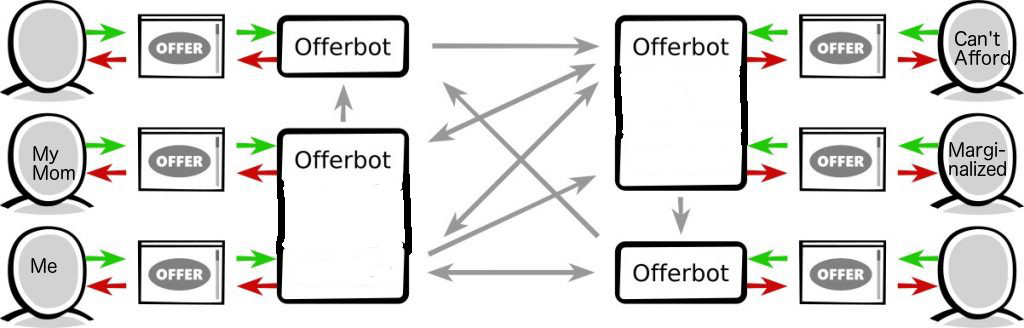 OFFER
Offerbot
Offerbot
OFFER
Can't
Afford
My
Mom
OFFER
Offerbot
OFFER
Margi-
nalized
Me
OFFER
Offerbot
OFFER